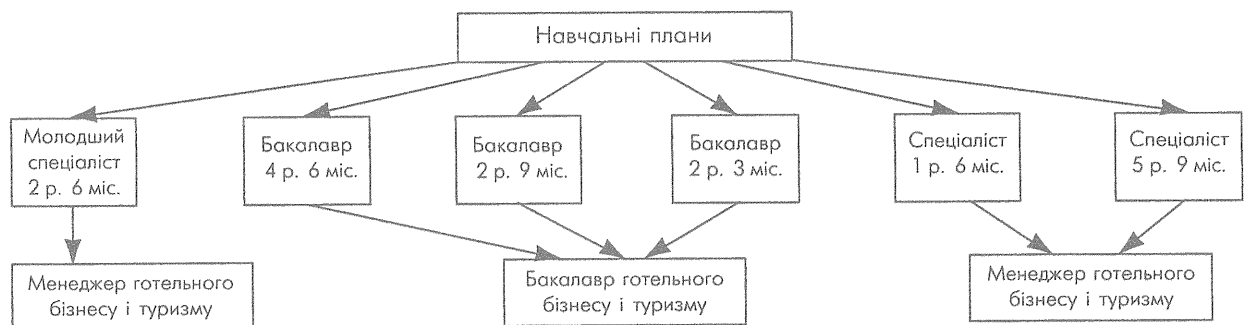 Навчальні плани
Молодший
спеціаліст
2 р. 6 міс.
Бакалавр
4 р. 6 міс.
Бакалавр
2 р. 9 міс.
Бакалавр
2 р. 3 міс.
Спеціаліст
1 р. 6 міс.
Спеціаліст
5 р. 9 міс.
Менеджер готельного
бізнесу і туризму
Бакалавр готельного
бізнесу і туризму
Менеджер готельного
бізнесу і туризму